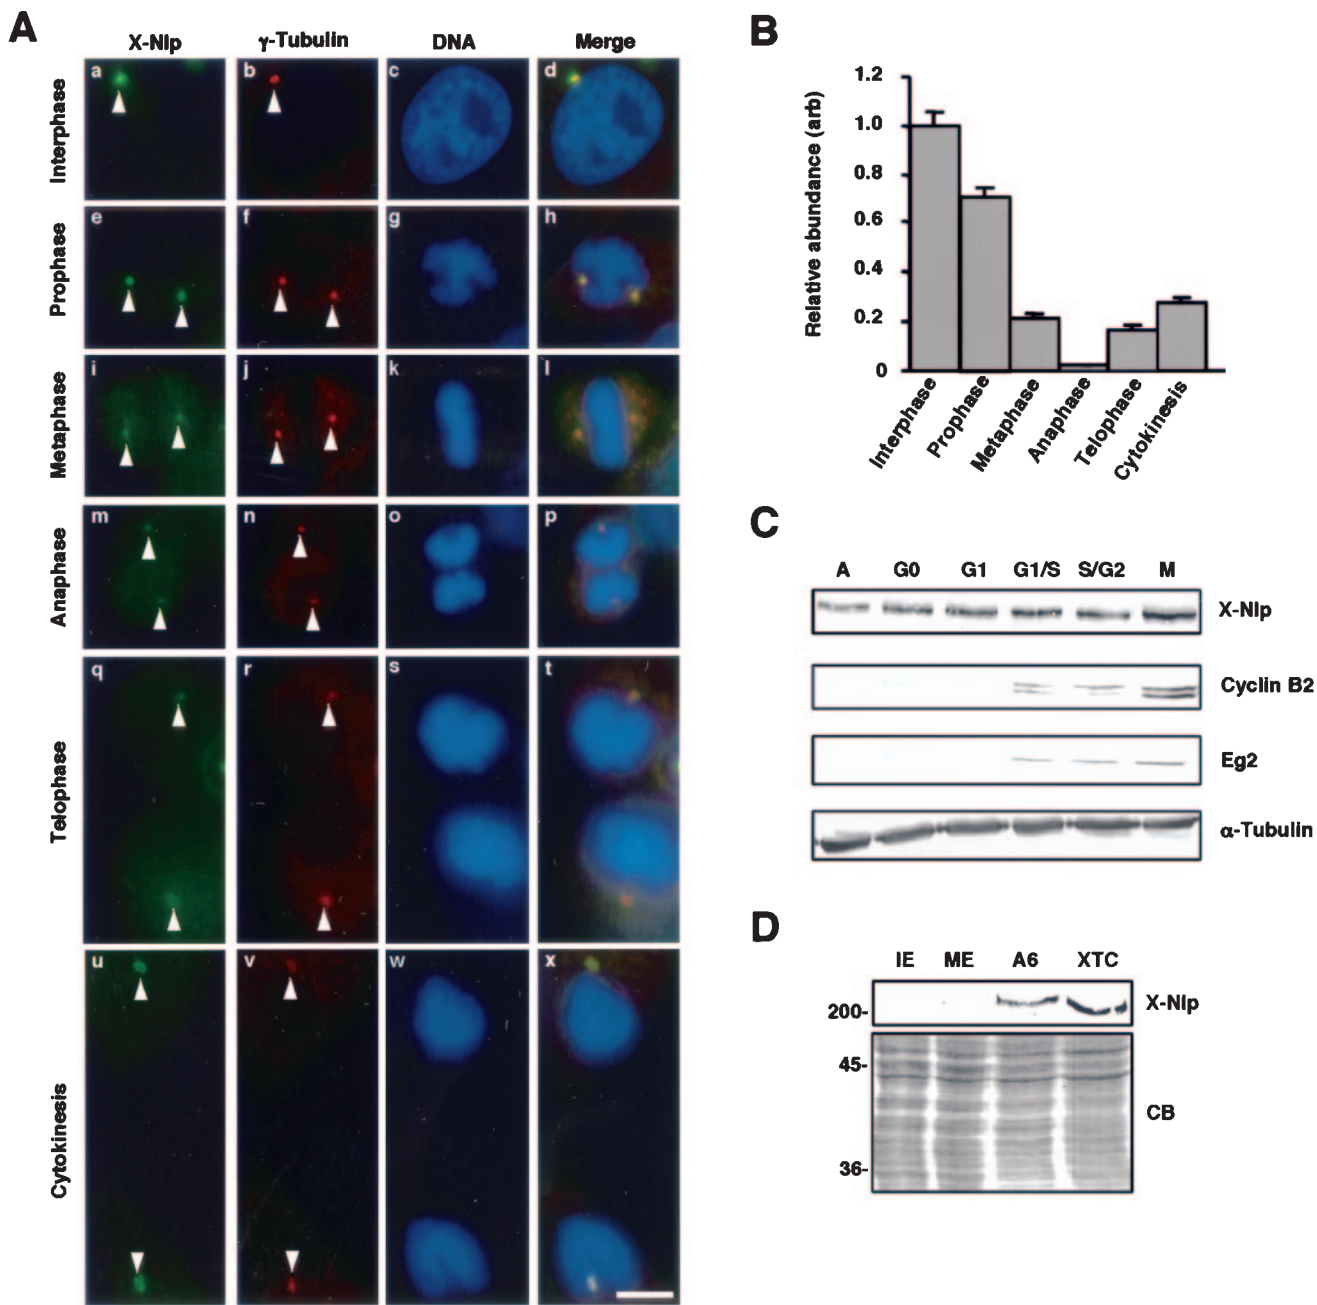 A
X-Nlp γ-Tubulin DNA Merge
Interphase
a b c d
Prophase
e f g h
Metaphase
i j k l
Anaphase
m n o p
Telophase
q r s t
Cytokinesis
u v w x
B
Relative abundance (arb)
1.2
1.0
0.8
0.6
0.4
0.2
0
Interphase Prophase Metaphase Anaphase Telophase Cytokinesis
C
A G0 G1 G1/S S/G2 M
X-Nlp
Cyclin B2
Eg2
α-Tubulin
D
IE ME A6 XTC
200- X-Nlp
45-
CB
36-